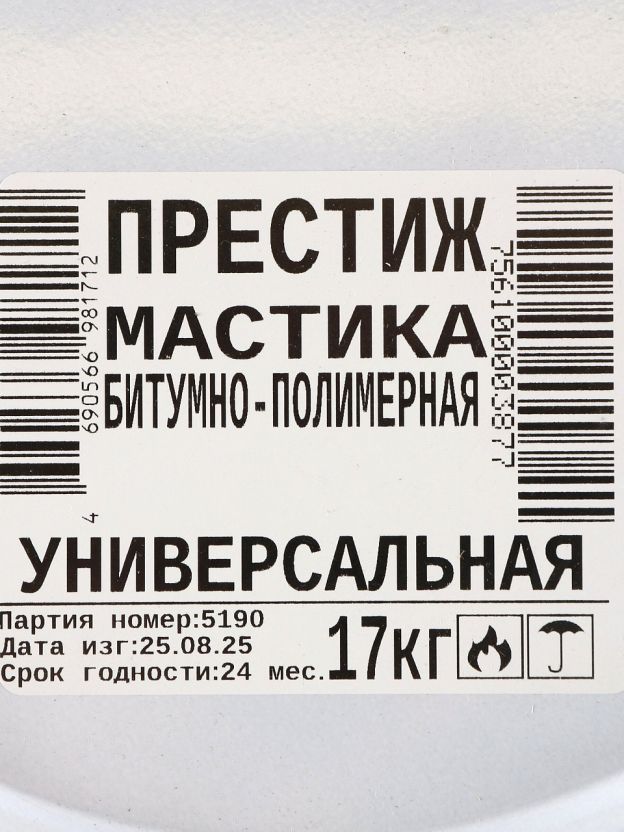 ПРЕСТИЖ
МАСТИКА
БИТУМНО-ПОЛИМЕРНАЯ
4 690566 981712
7561000003877
УНИВЕРСАЛЬНАЯ
Партия номер:5190
Дата изг:25.08.25
Срок годности:24 мес.
17кг